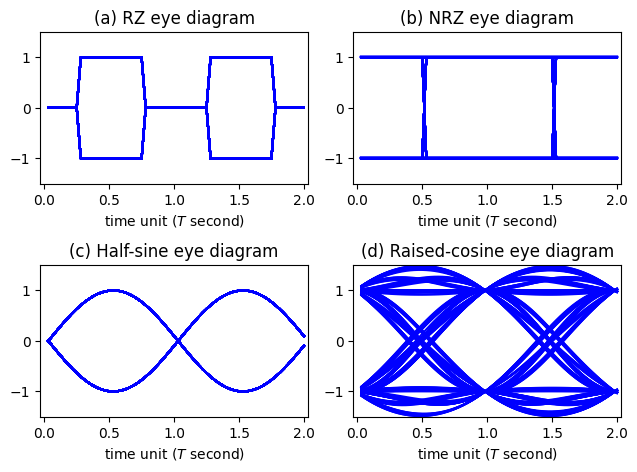 (a) RZ eye diagram
1
0
−1
0.0 0.5 1.0 1.5 2.0
time unit (T second)
(b) NRZ eye diagram
1
0
−1
0.0 0.5 1.0 1.5 2.0
time unit (T second)
(c) Half-sine eye diagram
1
0
−1
0.0 0.5 1.0 1.5 2.0
time unit (T second)
(d) Raised-cosine eye diagram
1
0
−1
0.0 0.5 1.0 1.5 2.0
time unit (T second)